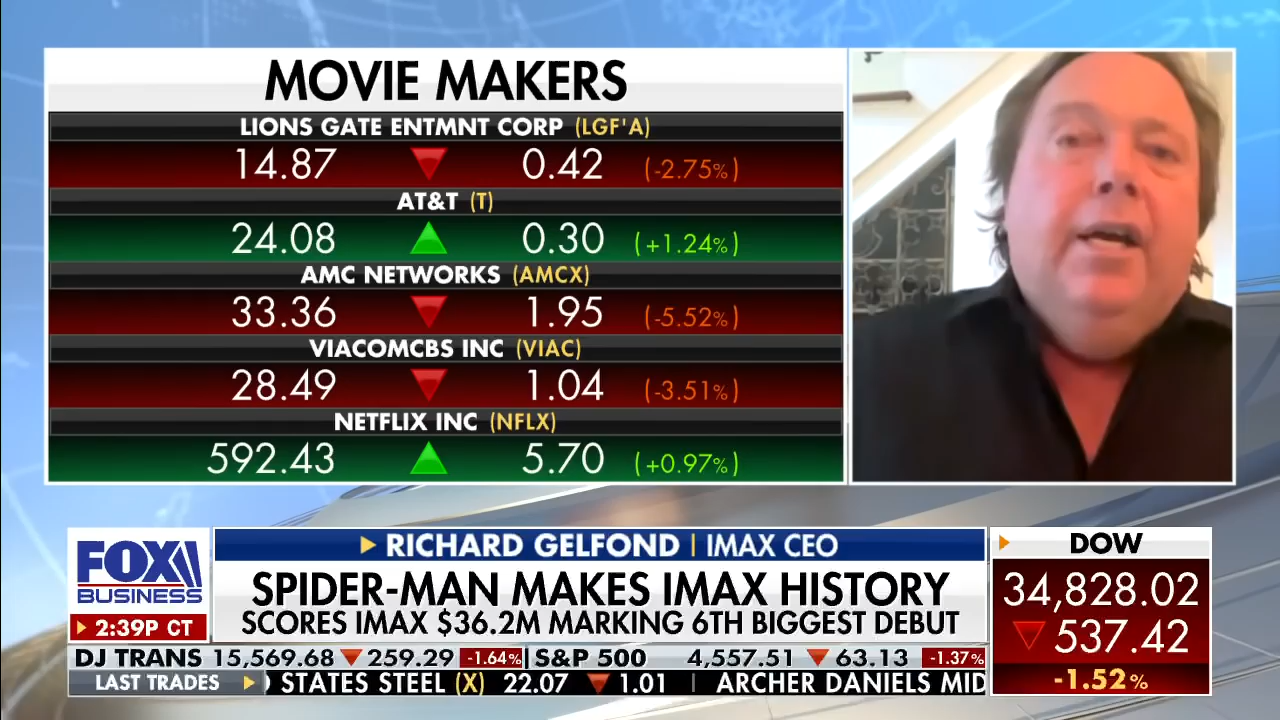 MOVIE MAKERS
LIONS GATE ENTMNT CORP (LGF'A)
14.87 0.42 (-2.75%)
AT&T (T)
24.08 0.30 (+1.24%)
AMC NETWORKS (AMCX)
33.36 1.95 (-5.52%)
VIACOMCBS INC (VIAC)
28.49 1.04 (-3.51%)
NETFLIX INC (NFLX)
592.43 5.70 (+0.97%)
FOX
BUSINESS
2:39P CT
RICHARD GELFOND | IMAX CEO
SPIDER-MAN MAKES IMAX HISTORY
SCORES IMAX $36.2M MARKING 6TH BIGGEST DEBUT
DOW
34,828.02
537.42
-1.52%
DJ TRANS 15,569.68 259.29 -1.64% S&P 500 4,557.51 63.13 -1.37%
LAST TRADES STATES STEEL (X) 22.07 1.01 | ARCHER DANIELS MID